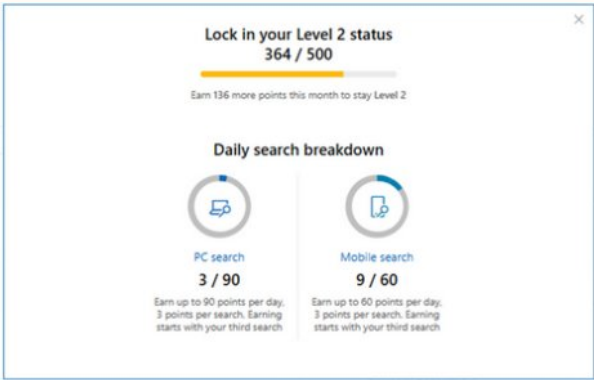 Lock in your Level 2 status
364 / 500
Earn 136 more points this month to stay Level 2
Daily search breakdown
PC search
3 / 90
Earn up to 90 points per day,
3 points per search. Earning
starts with your third search
Mobile search
9 / 60
Earn up to 60 points per day,
3 points per search. Earning
starts with your third search